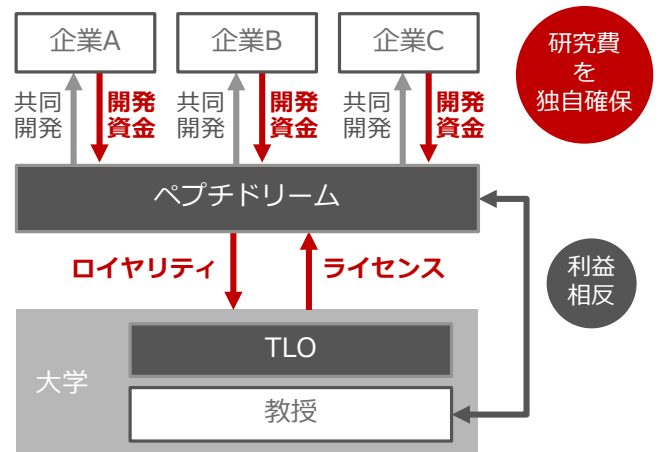 企業A
企業B
企業C
研究費
を
独自確保
共同
開発
開発
資金
共同
開発
開発
資金
共同
開発
開発
資金
ペプチドリーム
ロイヤリティ
ライセンス
利益
相反
大学
TLO
教授